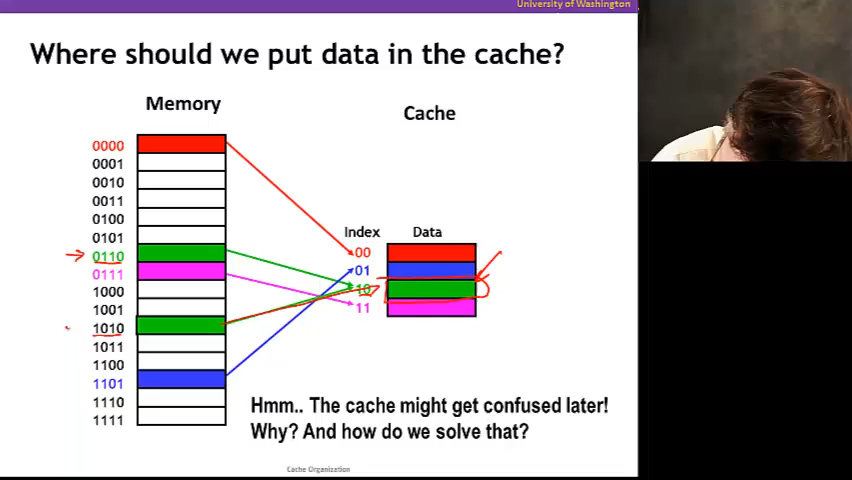 University of Washington
Where should we put data in the cache?
Memory
Cache
0000
0001
0010
0011
0100
0101
0110
0111
1000
1001
1010
1011
1100
1101
1110
1111
Index
Data
00
01
10
11
Hmm.. The cache might get confused later!
Why? And how do we solve that?
Cache Organization